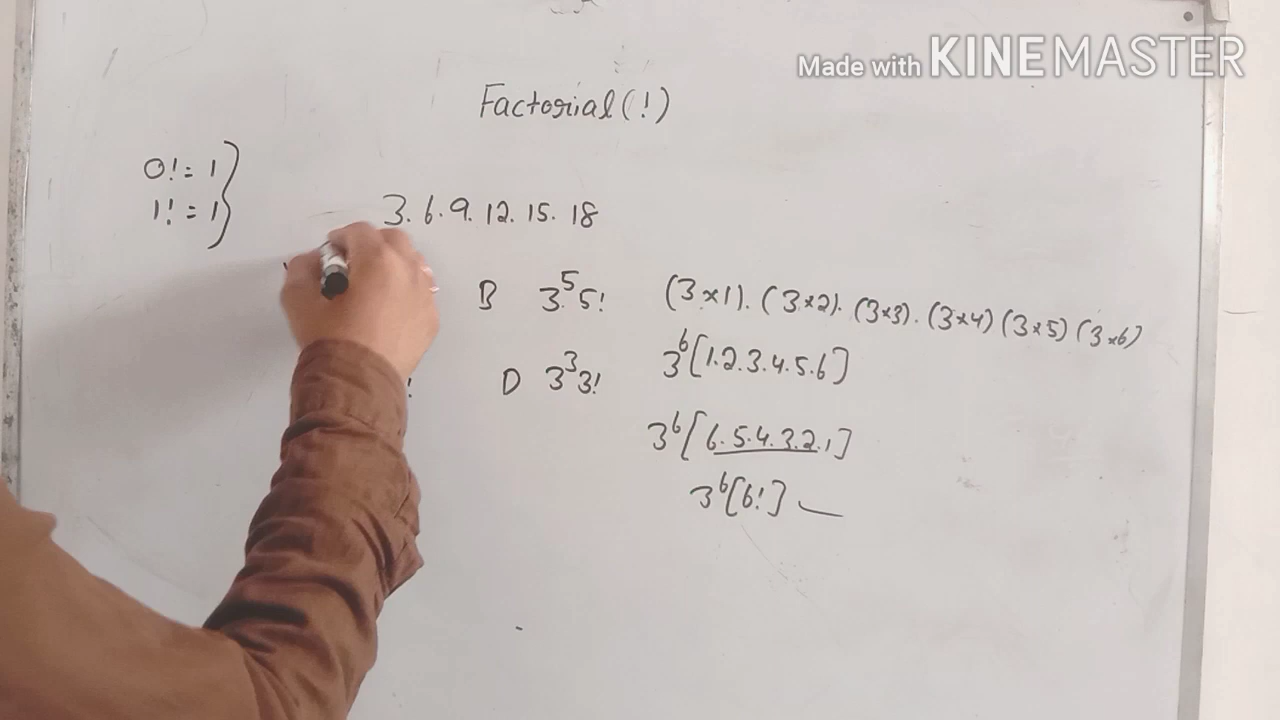 Made with KINEMASTER
Factorial (!)
0! = 1
1! = 1
3. 6. 9. 12. 15. 18
B 3⁵5! (3×1). (3×2). (3×3). (3×4) (3×5) (3×6)
3⁶[1.2.3.4.5.6]
! D 3³3!
3⁶[6.5.4.3.2.1]
3⁶[6!]